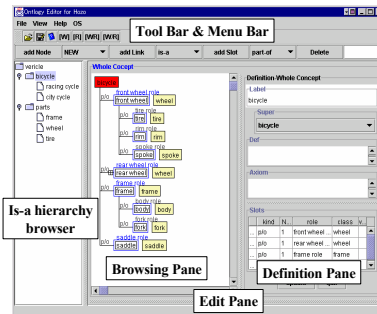 Ontlogy Editor for Hozo
File View Help OS
Tool Bar & Menu Bar
[W] [R] [WR] [W/R]
add Node NEW add Link is-a add Slot part-of Delete
Whole Cocept
vericle
bicycle
racing cycle
city cycle
parts
frame
wheel
tire
Is-a hierarchy
browser
bicycle
front wheel role
p/o front wheel wheel
tire role
p/o tire tire
rim role
p/o rim rim
spoke role
p/o spoke spoke
rear wheel role
p/o rear wheel wheel
frame role
p/o frame frame
body role
p/o body body
fork role
p/o fork fork
saddle role
p/o saddle saddle
Browsing Pane
Definition-Whole Concept
Label
bicycle
Super
bicycle
Def
Axiom
Slots
kind N... role class v...
p/o 1 front wheel ... wheel
p/o 1 rear wheel ... wheel
p/o 1 frame role frame
Definition Pane
Edit Pane